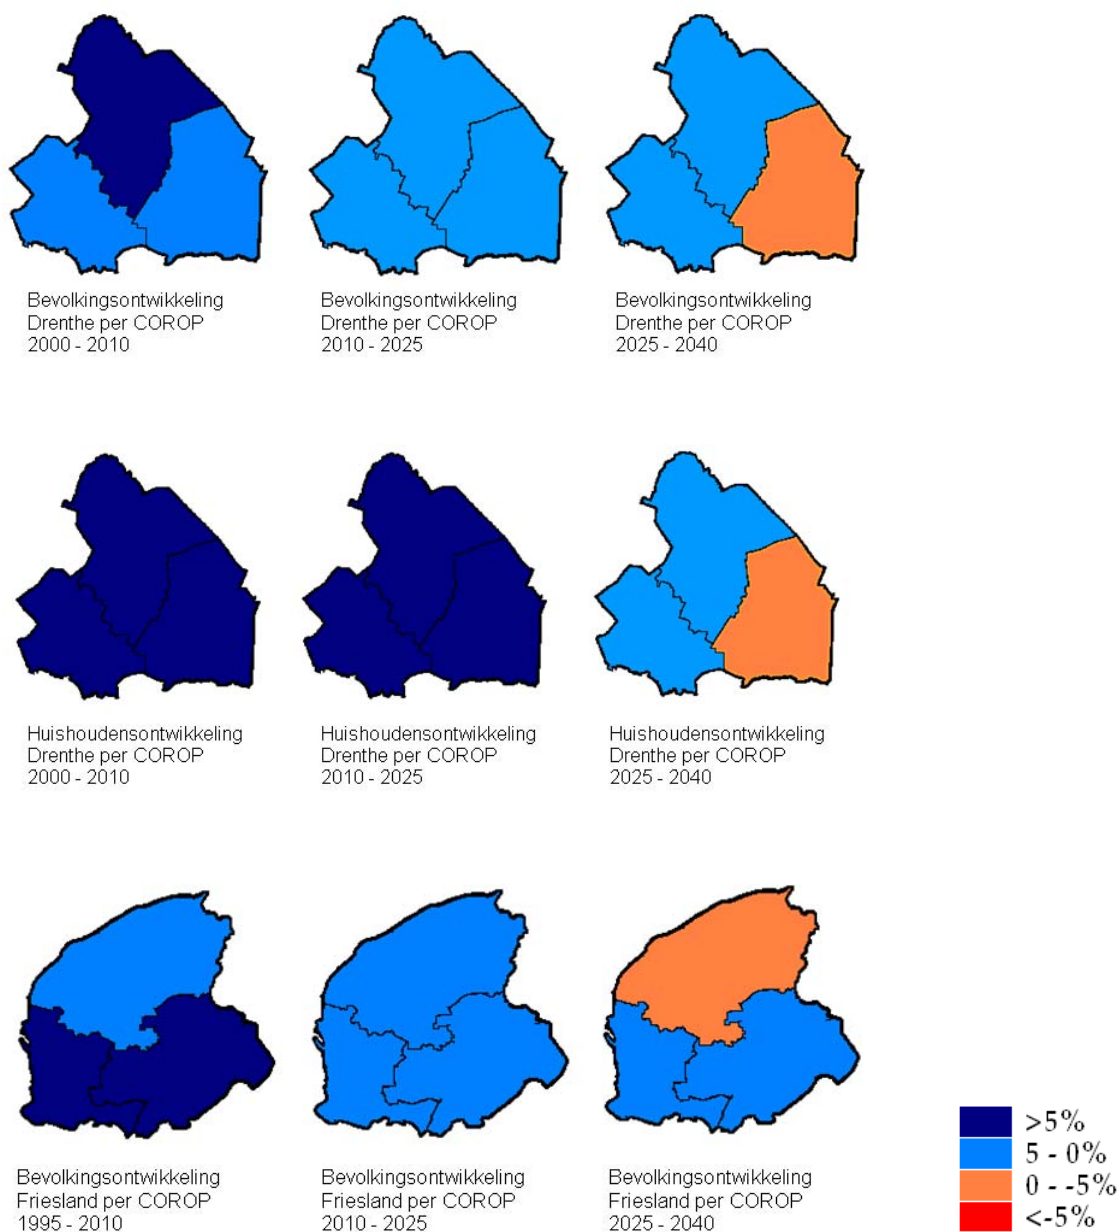 Bevolkingsontwikkeling
Drenthe per COROP
2000 - 2010
Bevolkingsontwikkeling
Drenthe per COROP
2010 - 2025
Bevolkingsontwikkeling
Drenthe per COROP
2025 - 2040
Huishoudensontwikkeling
Drenthe per COROP
2000 - 2010
Huishoudensontwikkeling
Drenthe per COROP
2010 - 2025
Huishoudensontwikkeling
Drenthe per COROP
2025 - 2040
Bevolkingsontwikkeling
Friesland per COROP
1995 - 2010
Bevolkingsontwikkeling
Friesland per COROP
2010 - 2025
Bevolkingsontwikkeling
Friesland per COROP
2025 - 2040
>5%
5 - 0%
0 - -5%
<-5%